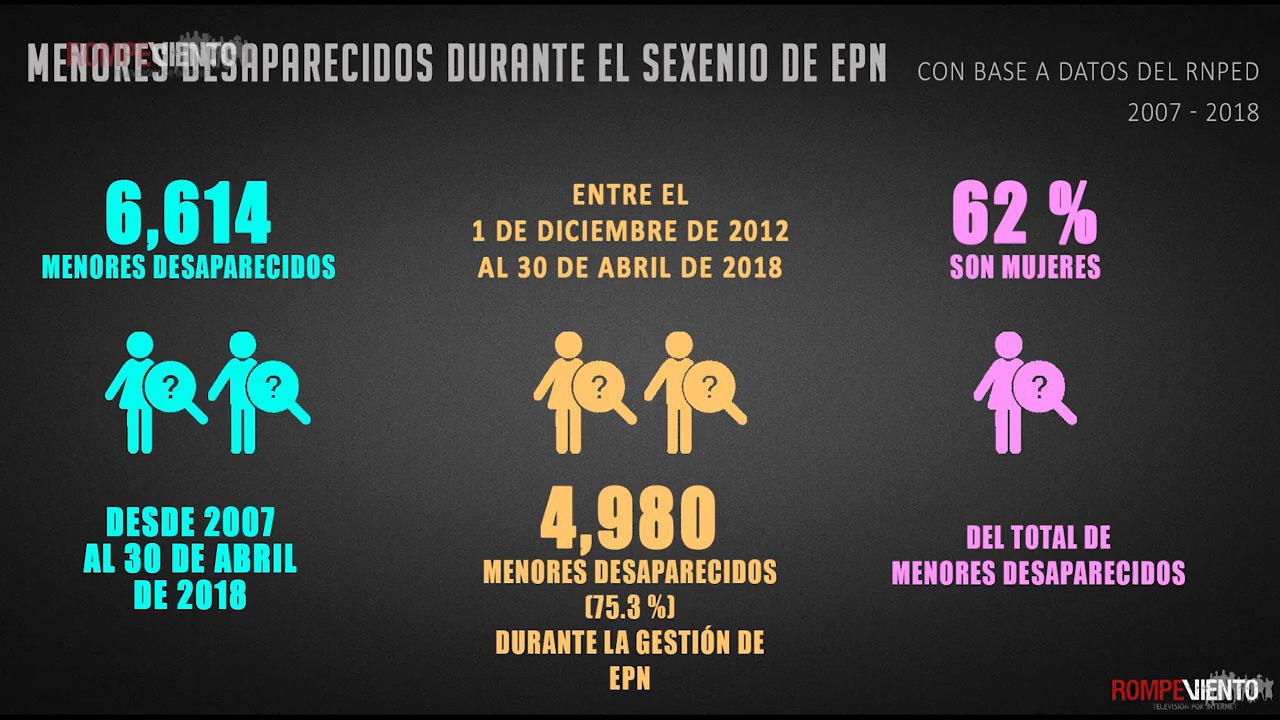 MENORES DESAPARECIDOS DURANTE EL SEXENIO DE EPN
CON BASE A DATOS DEL RNPED
2007 - 2018
ROMPEVIENTO
6,614
MENORES DESAPARECIDOS
? ?
DESDE 2007
AL 30 DE ABRIL
DE 2018
ENTRE EL
1 DE DICIEMBRE DE 2012
AL 30 DE ABRIL DE 2018
? ?
4,980
MENORES DESAPARECIDOS
(75.3 %)
DURANTE LA GESTIÓN DE
EPN
62 %
SON MUJERES
?
DEL TOTAL DE
MENORES DESAPARECIDOS
ROMPEVIENTO
TELEVISIÓN POR INTERNET